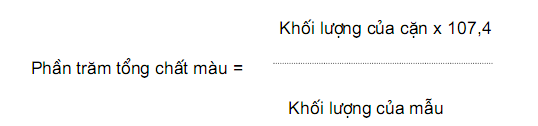 Khối lượng của cặn x 107,4
Phần trăm tổng chất màu =
Khối lượng của mẫu